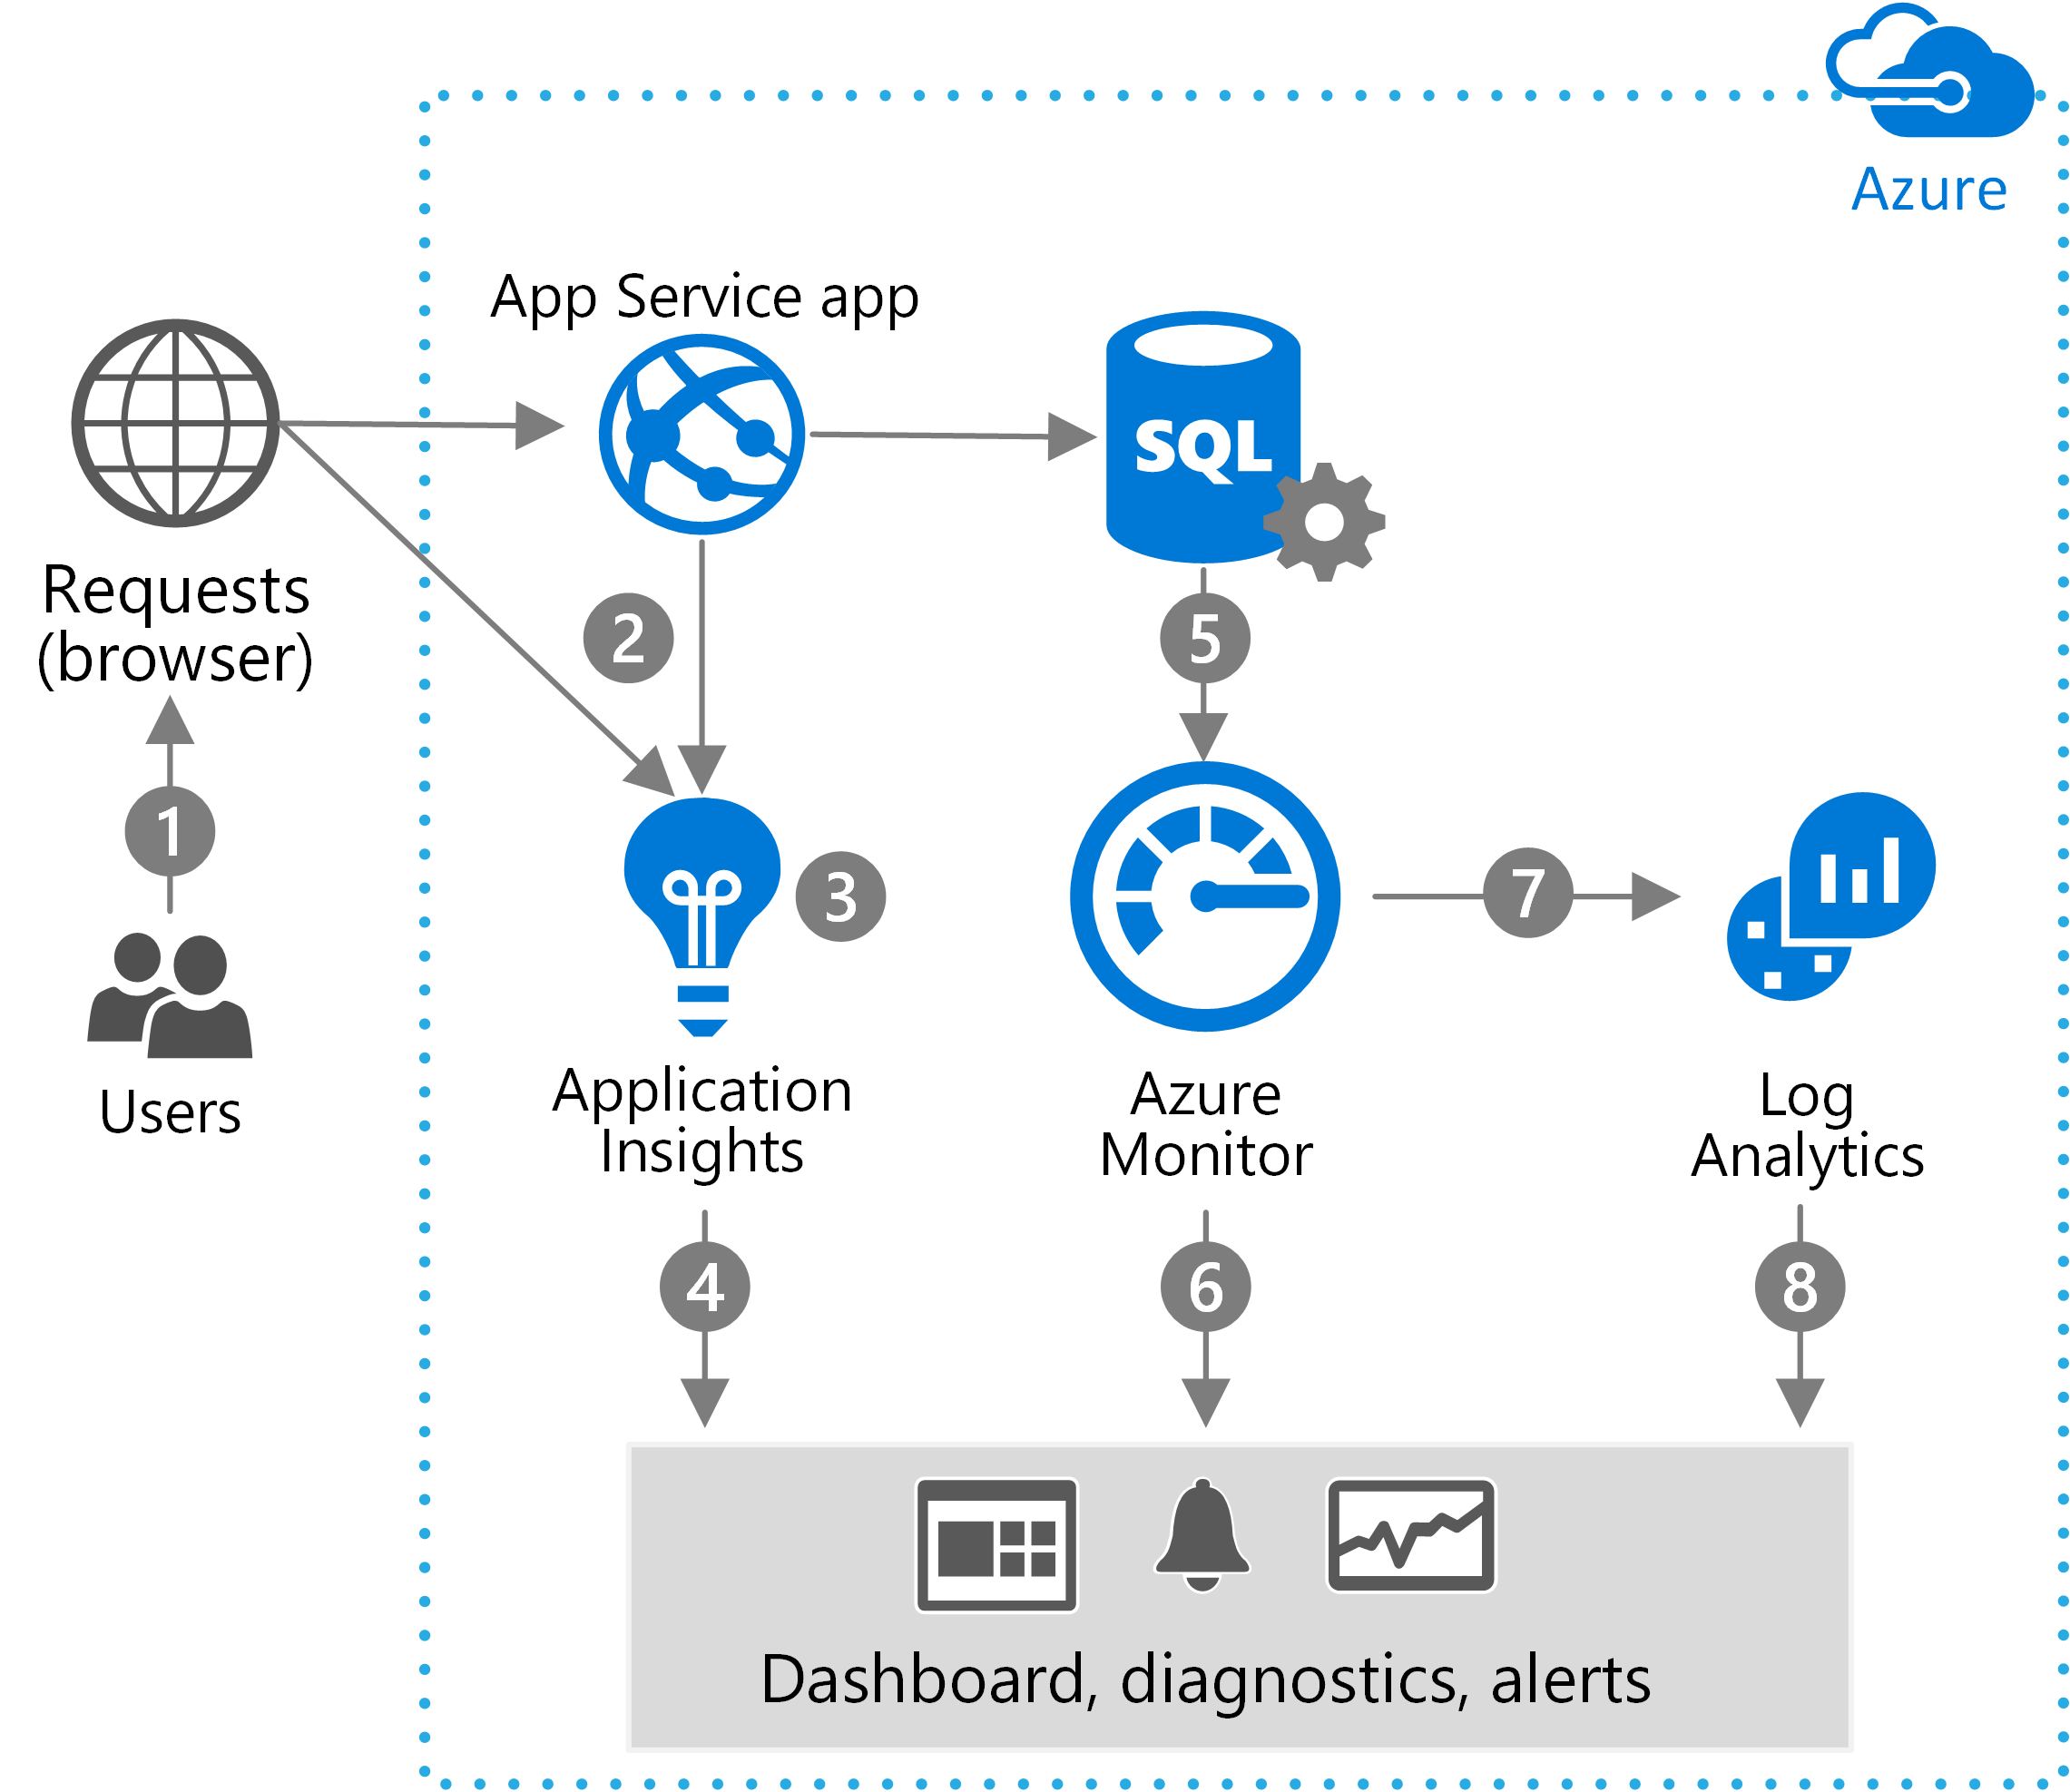 Azure
App Service app
SQL
Requests
(browser)
2
5
1
3
7
Users
Application
Insights
Azure
Monitor
Log
Analytics
4
6
8
Dashboard, diagnostics, alerts